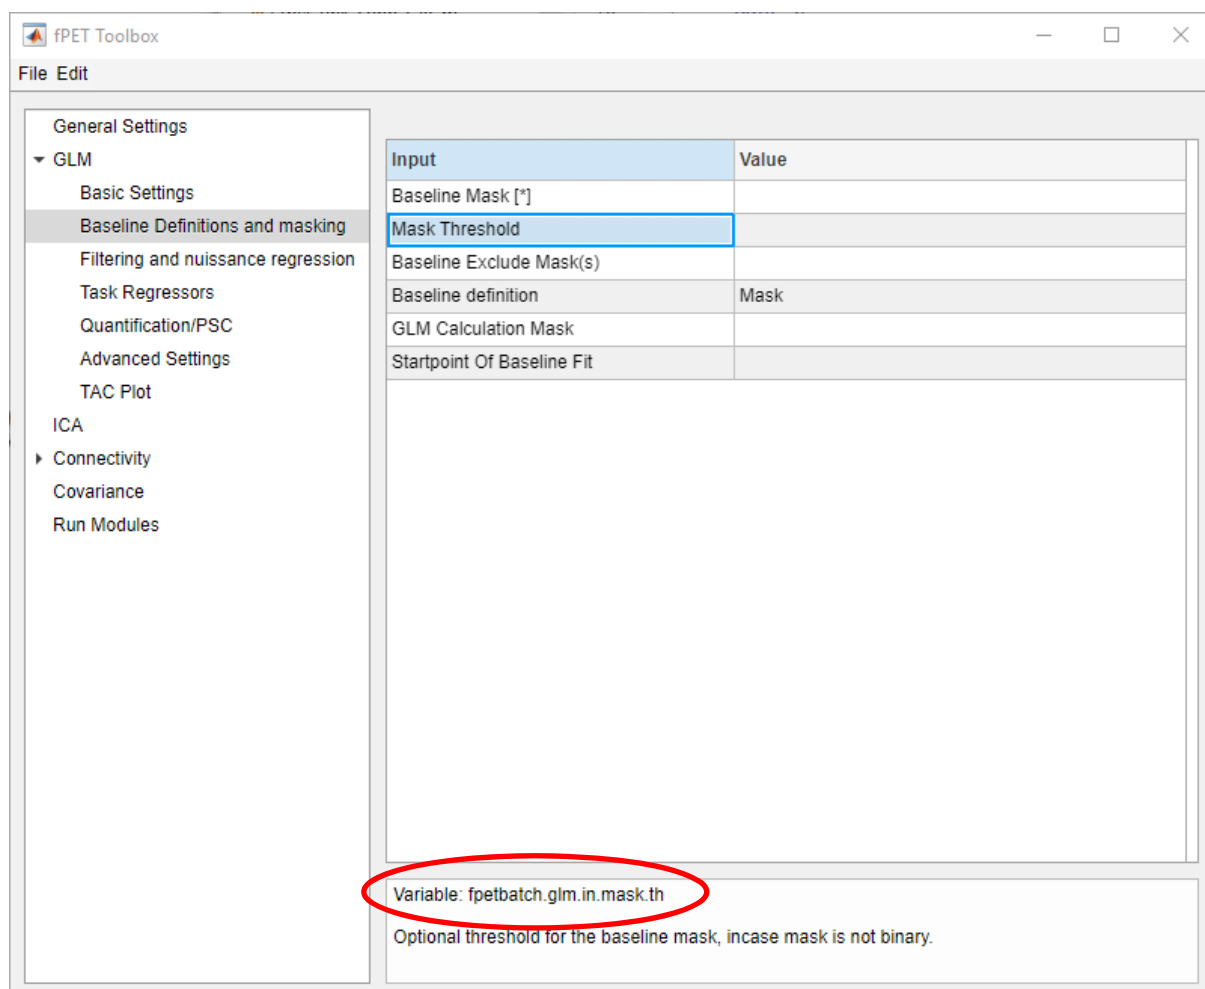 fPET Toolbox
File Edit
General Settings
GLM
Basic Settings
Baseline Definitions and masking
Filtering and nuissance regression
Task Regressors
Quantification/PSC
Advanced Settings
TAC Plot
ICA
Connectivity
Covariance
Run Modules
Input Value
Baseline Mask [*]
Mask Threshold
Baseline Exclude Mask(s)
Baseline definition Mask
GLM Calculation Mask
Startpoint Of Baseline Fit
Variable: fpetbatch.glm.in.mask.th
Optional threshold for the baseline mask, incase mask is not binary.